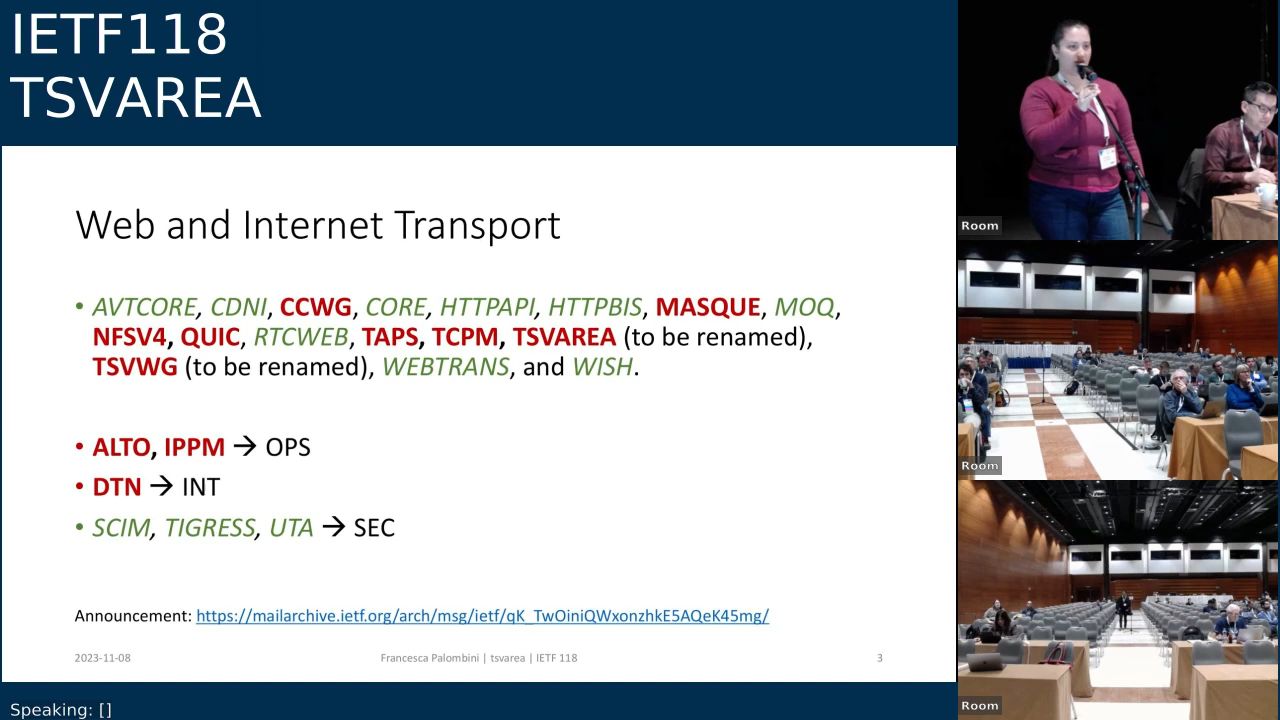 IETF118
TSVAREA
Web and Internet Transport
• AVTCORE, CDNI, CCWG, CORE, HTTPAPI, HTTPBIS, MASQUE, MOQ,
NFSV4, QUIC, RTCWEB, TAPS, TCPM, TSVAREA (to be renamed),
TSVWG (to be renamed), WEBTRANS, and WISH.
• ALTO, IPPM → OPS
• DTN → INT
• SCIM, TIGRESS, UTA → SEC
Announcement: https://mailarchive.ietf.org/arch/msg/ietf/qK_TwOiniQWxonzhkE5AQeK45mg/
2023-11-08
Francesca Palombini | tsvarea | IETF 118
3
Speaking: []
Room
Room
Room